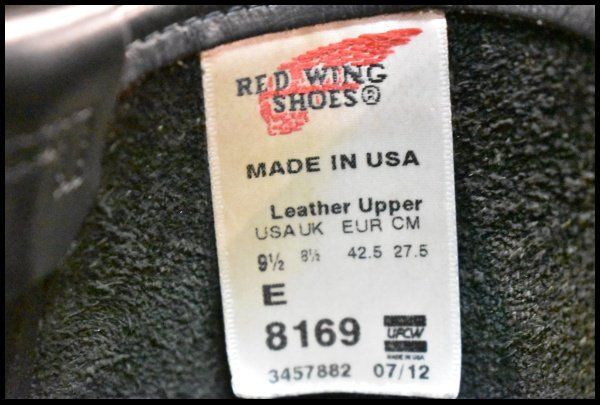 RED WING
SHOES®
MADE IN USA
Leather Upper
USA UK EUR CM
9½ 8½ 42.5 27.5
E
8169 UFCW
MADE IN USA
3457882 07/12